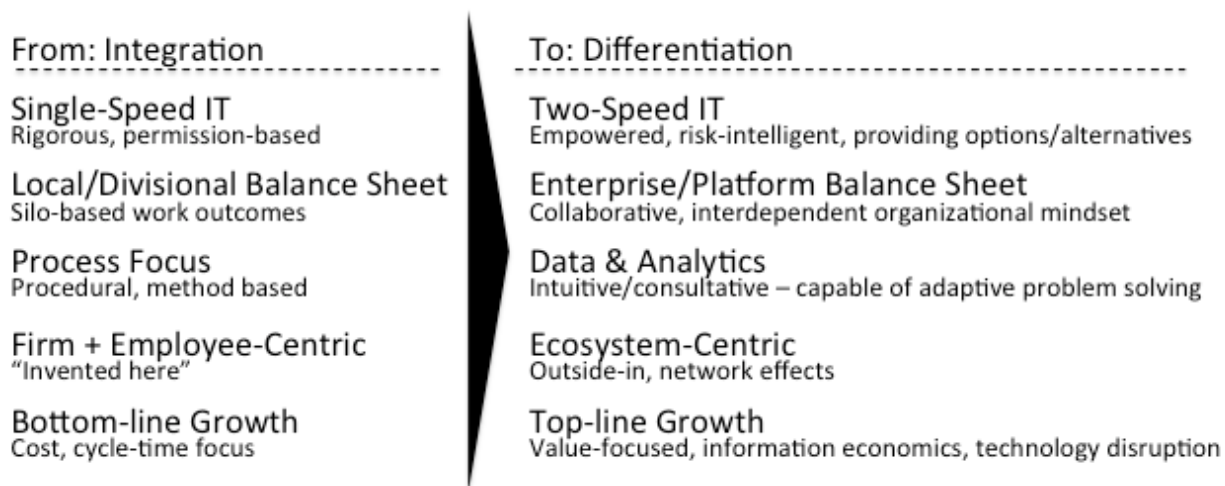 From: Integration
Single-Speed IT
Rigorous, permission-based
Local/Divisional Balance Sheet
Silo-based work outcomes
Process Focus
Procedural, method based
Firm + Employee-Centric
“Invented here”
Bottom-line Growth
Cost, cycle-time focus
To: Differentiation
Two-Speed IT
Empowered, risk-intelligent, providing options/alternatives
Enterprise/Platform Balance Sheet
Collaborative, interdependent organizational mindset
Data & Analytics
Intuitive/consultative – capable of adaptive problem solving
Ecosystem-Centric
Outside-in, network effects
Top-line Growth
Value-focused, information economics, technology disruption